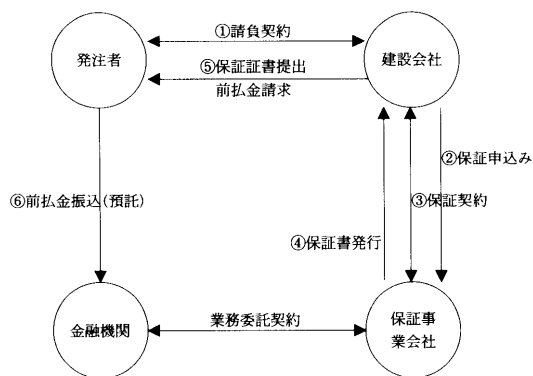 ①請負契約
発注者
建設会社
⑤保証証書提出
前払金請求
②保証申込み
⑥前払金振込(預託)
③保証契約
④保証書発行
金融機関
業務委託契約
保証事
業会社